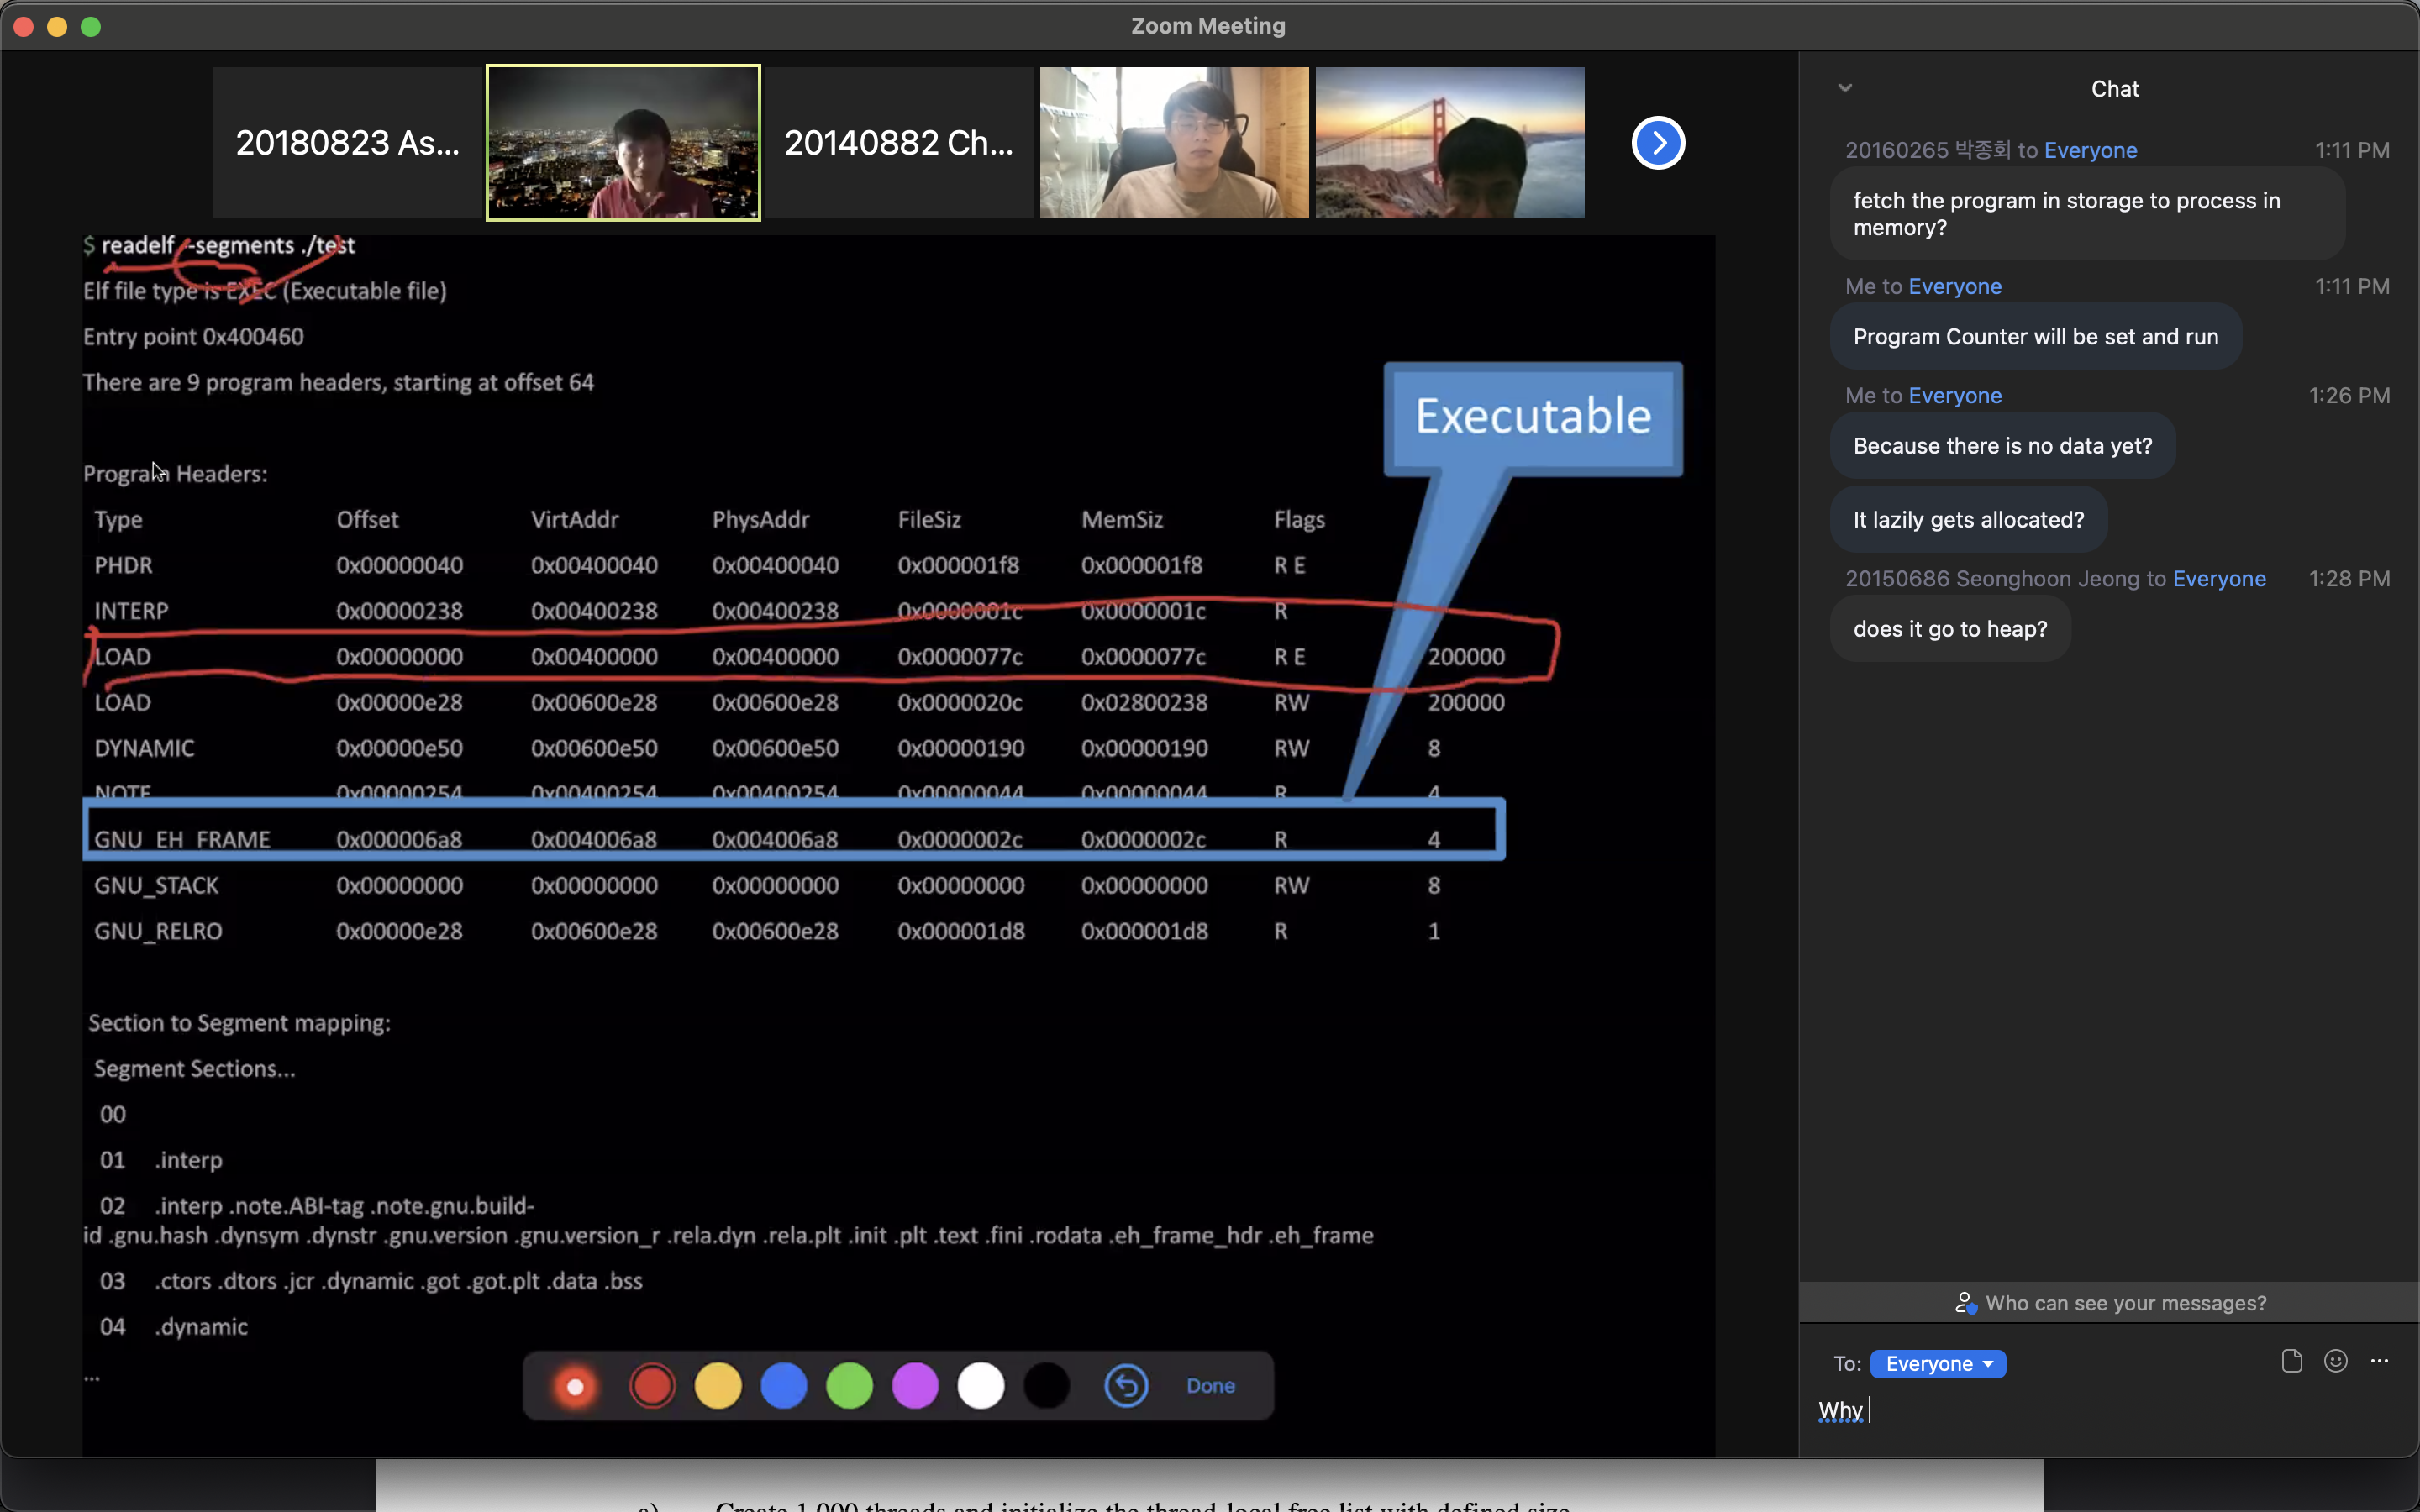 Zoom Meeting
20180823 As...
20140882 Ch...
$ readelf --segments ./test
Elf file type is EXEC (Executable file)
Entry point 0x400460
There are 9 program headers, starting at offset 64
Executable
Program Headers:
Type Offset VirtAddr PhysAddr FileSiz MemSiz Flags
PHDR 0x00000040 0x00400040 0x00400040 0x000001f8 0x000001f8 R E
INTERP 0x00000238 0x00400238 0x00400238 0x0000001c 0x0000001c R
LOAD 0x00000000 0x00400000 0x00400000 0x0000077c 0x0000077c R E 200000
LOAD 0x00000e28 0x00600e28 0x00600e28 0x0000020c 0x02800238 RW 200000
DYNAMIC 0x00000e50 0x00600e50 0x00600e50 0x00000190 0x00000190 RW 8
NOTE 0x00000254 0x00400254 0x00400254 0x00000044 0x00000044 R 4
GNU_EH_FRAME 0x000006a8 0x004006a8 0x004006a8 0x0000002c 0x0000002c R 4
GNU_STACK 0x00000000 0x00000000 0x00000000 0x00000000 0x00000000 RW 8
GNU_RELRO 0x00000e28 0x00600e28 0x00600e28 0x000001d8 0x000001d8 R 1
Section to Segment mapping:
Segment Sections...
00
01 .interp
02 .interp .note.ABI-tag .note.gnu.build-
id .gnu.hash .dynsym .dynstr .gnu.version .gnu.version_r .rela.dyn .rela.plt .init .plt .text .fini .rodata .eh_frame_hdr .eh_frame
03 .ctors .dtors .jcr .dynamic .got .got.plt .data .bss
04 .dynamic
...
Done
Chat
20160265 박종회 to Everyone 1:11 PM
fetch the program in storage to process in
memory?
Me to Everyone 1:11 PM
Program Counter will be set and run
Me to Everyone 1:26 PM
Because there is no data yet?
It lazily gets allocated?
20150686 Seonghoon Jeong to Everyone 1:28 PM
does it go to heap?
Who can see your messages?
To: Everyone
Why
a) Create 1,000 threads and initialize the thread-local free list with defined size